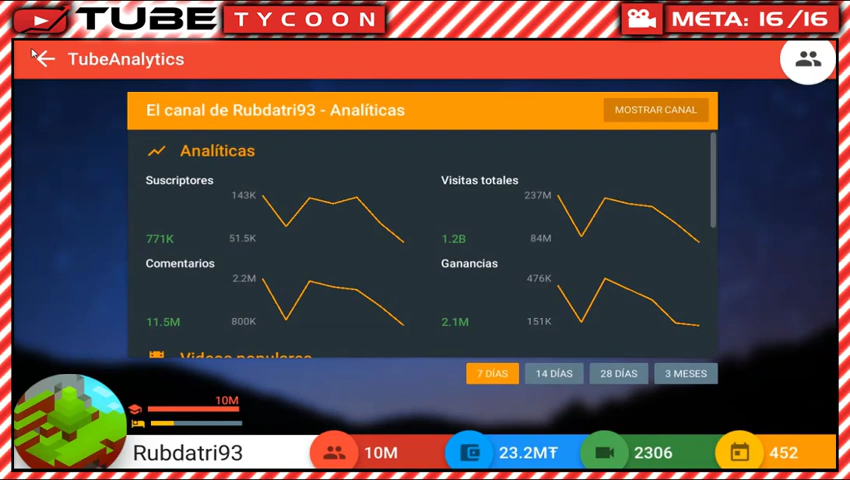 TUBE TYCOON
META: 16/16
TubeAnalytics
El canal de Rubdatri93 - Analíticas
MOSTRAR CANAL
Analíticas
Suscriptores
143K
771K
51.5K
Visitas totales
237M
1.2B
84M
Comentarios
2.2M
11.5M
800K
Ganancias
476K
2.1M
151K
Videos populares
7 DÍAS
14 DÍAS
28 DÍAS
3 MESES
10M
Rubdatri93
10M
23.2M₸
2306
452